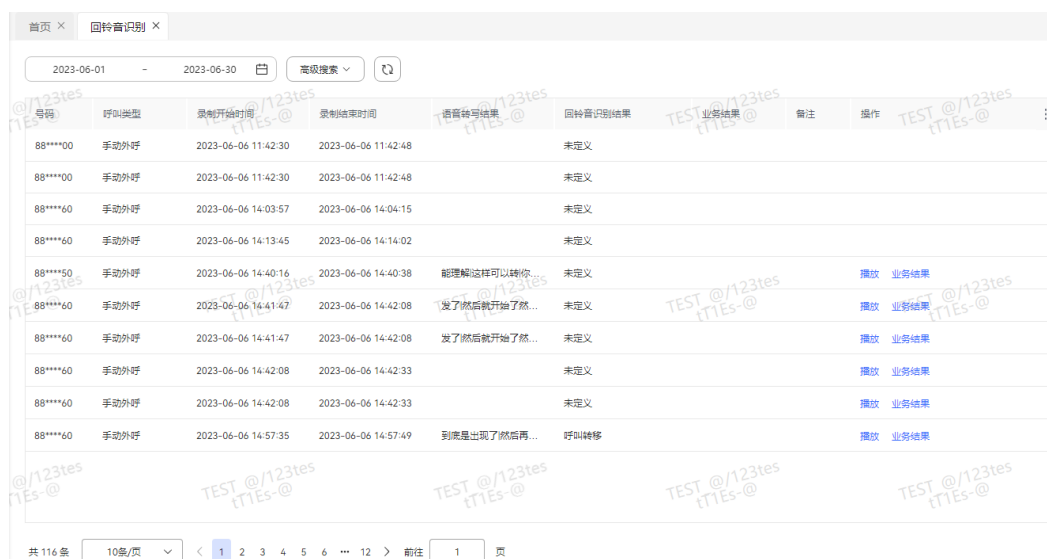 首页 × 回铃音识别 ×
2023-06-01 - 2023-06-30 高级搜索
号码 呼叫类型 录制开始时间 录制结束时间 语音转写结果 回铃音识别结果 业务结果 备注 操作
88****00 手动外呼 2023-06-06 11:42:30 2023-06-06 11:42:48 未定义
88****00 手动外呼 2023-06-06 11:42:30 2023-06-06 11:42:48 未定义
88****60 手动外呼 2023-06-06 14:03:57 2023-06-06 14:04:15 未定义
88****60 手动外呼 2023-06-06 14:13:45 2023-06-06 14:14:02 未定义
88****50 手动外呼 2023-06-06 14:40:16 2023-06-06 14:40:38 能理解|这样可以转|你... 未定义 播放 业务结果
88****60 手动外呼 2023-06-06 14:41:47 2023-06-06 14:42:08 发了|然后就开始了然... 未定义 播放 业务结果
88****60 手动外呼 2023-06-06 14:41:47 2023-06-06 14:42:08 发了|然后就开始了然... 未定义 播放 业务结果
88****60 手动外呼 2023-06-06 14:42:08 2023-06-06 14:42:33 未定义 播放 业务结果
88****60 手动外呼 2023-06-06 14:42:08 2023-06-06 14:42:33 未定义 播放 业务结果
88****60 手动外呼 2023-06-06 14:57:35 2023-06-06 14:57:49 到底是出现了|然后再... 呼叫转移 播放 业务结果
TEST_@/123tes
tT1Es-@
共 116 条 10条/页 < 1 2 3 4 5 6 ... 12 > 前往 1 页